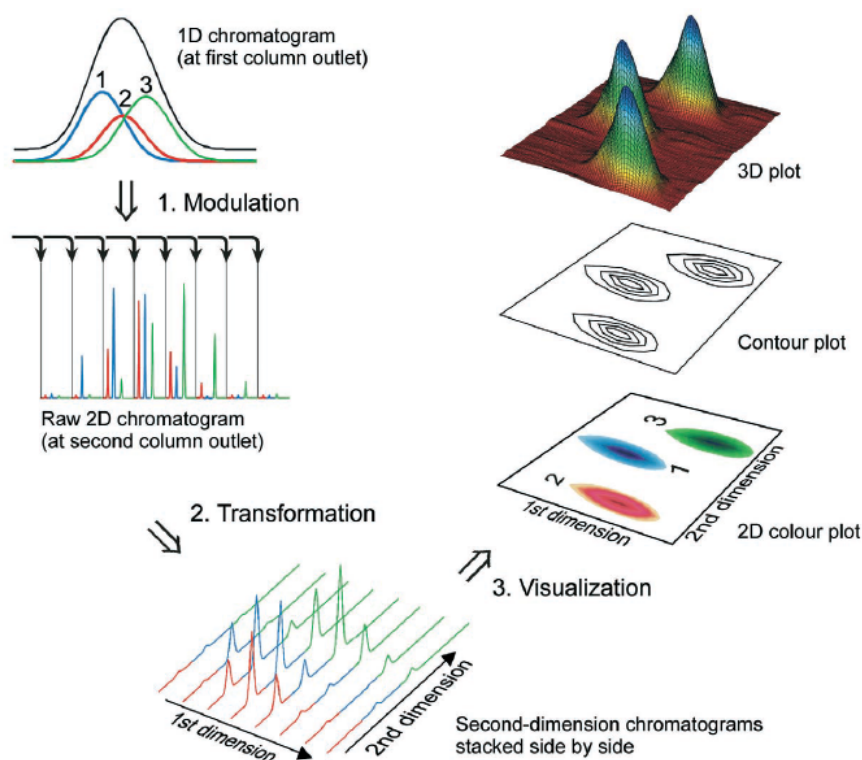 1D chromatogram
(at first column outlet)
1
2
3
1. Modulation
Raw 2D chromatogram
(at second column outlet)
2. Transformation
1st dimension
2nd dimension
Second-dimension chromatograms
stacked side by side
3. Visualization
3D plot
Contour plot
3
1
2
1st dimension
2nd dimension
2D colour plot